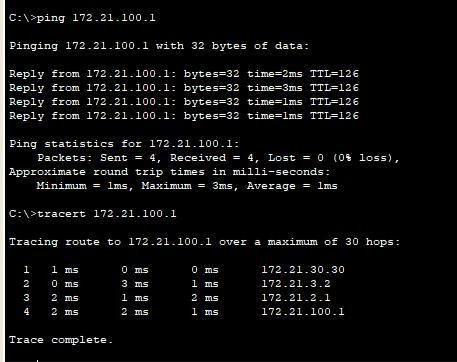 C:\>ping 172.21.100.1
Pinging 172.21.100.1 with 32 bytes of data:
Reply from 172.21.100.1: bytes=32 time=2ms TTL=126
Reply from 172.21.100.1: bytes=32 time=3ms TTL=126
Reply from 172.21.100.1: bytes=32 time=1ms TTL=126
Reply from 172.21.100.1: bytes=32 time=1ms TTL=126
Ping statistics for 172.21.100.1:
Packets: Sent = 4, Received = 4, Lost = 0 (0% loss),
Approximate round trip times in milli-seconds:
Minimum = 1ms, Maximum = 3ms, Average = 1ms
C:\>tracert 172.21.100.1
Tracing route to 172.21.100.1 over a maximum of 30 hops:
1 1 ms 0 ms 0 ms 172.21.30.30
2 0 ms 3 ms 1 ms 172.21.3.2
3 2 ms 1 ms 2 ms 172.21.2.1
4 2 ms 2 ms 1 ms 172.21.100.1
Trace complete.